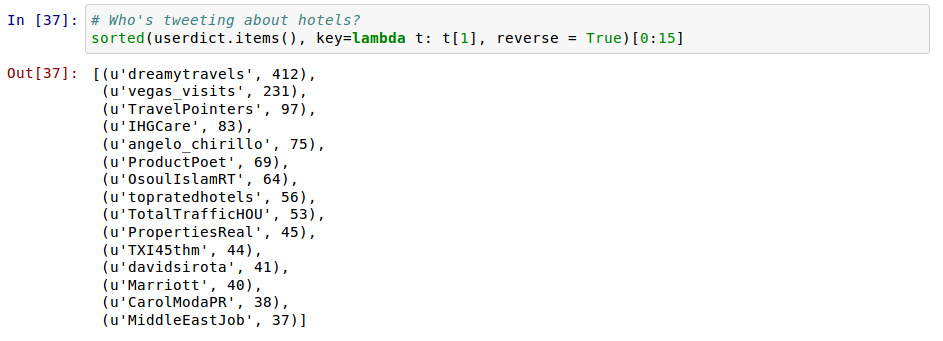 In [37]: # Who's tweeting about hotels?
sorted(userdict.items(), key=lambda t: t[1], reverse = True)[0:15]
Out[37]: [(u'dreamytravels', 412),
(u'vegas_visits', 231),
(u'TravelPointers', 97),
(u'IHGCare', 83),
(u'angelo_chirillo', 75),
(u'ProductPoet', 69),
(u'OsoulIslamRT', 64),
(u'topratedhotels', 56),
(u'TotalTrafficHOU', 53),
(u'PropertiesReal', 45),
(u'TXI45thm', 44),
(u'davidsirota', 41),
(u'Marriott', 40),
(u'CarolModaPR', 38),
(u'MiddleEastJob', 37)]